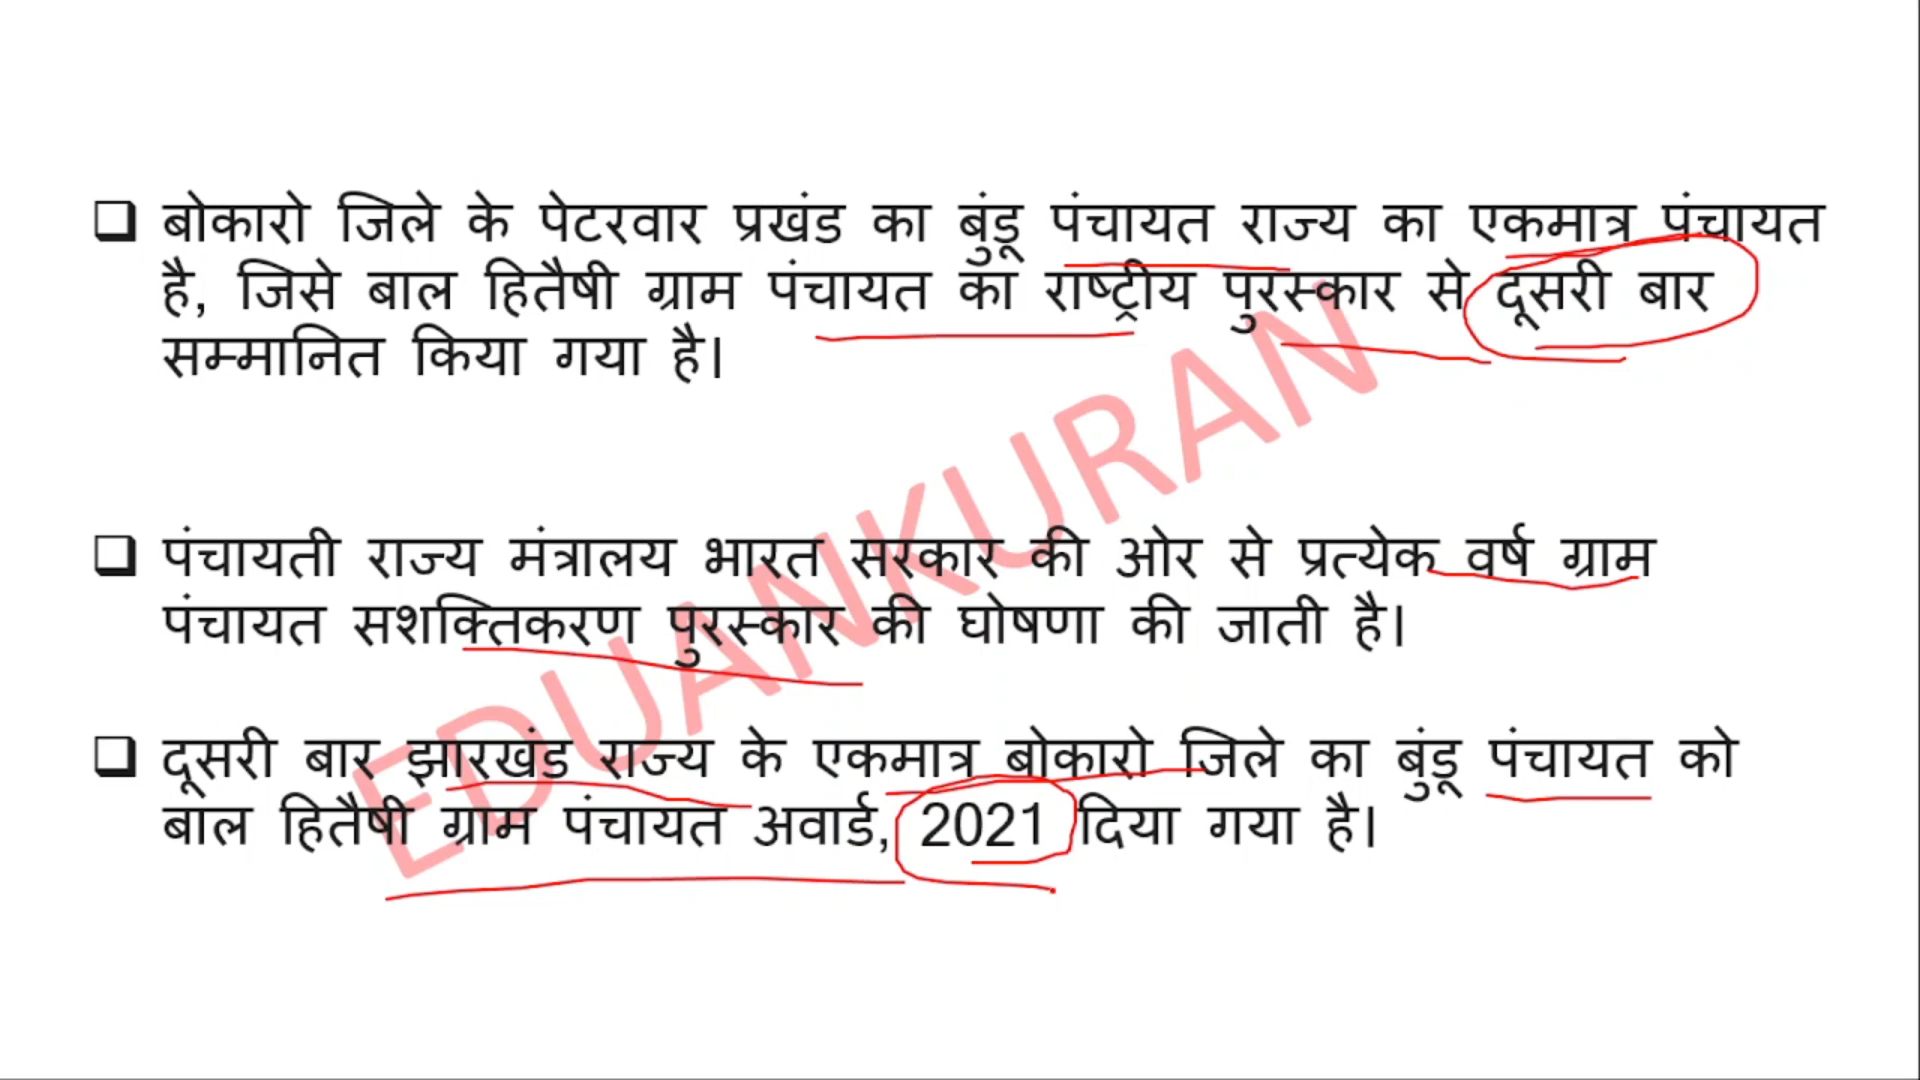 ❑ बोकारो जिले के पेटरवार प्रखंड का बुंडू पंचायत राज्य का एकमात्र पंचायत
है, जिसे बाल हितैषी ग्राम पंचायत का राष्ट्रीय पुरस्कार से दूसरी बार
सम्मानित किया गया है।
❑ पंचायती राज्य मंत्रालय भारत सरकार की ओर से प्रत्येक वर्ष ग्राम
पंचायत सशक्तिकरण पुरस्कार की घोषणा की जाती है।
❑ दूसरी बार झारखंड राज्य के एकमात्र बोकारो जिले का बुंडू पंचायत को
बाल हितैषी ग्राम पंचायत अवार्ड, 2021 दिया गया है।
EDUANKURAN